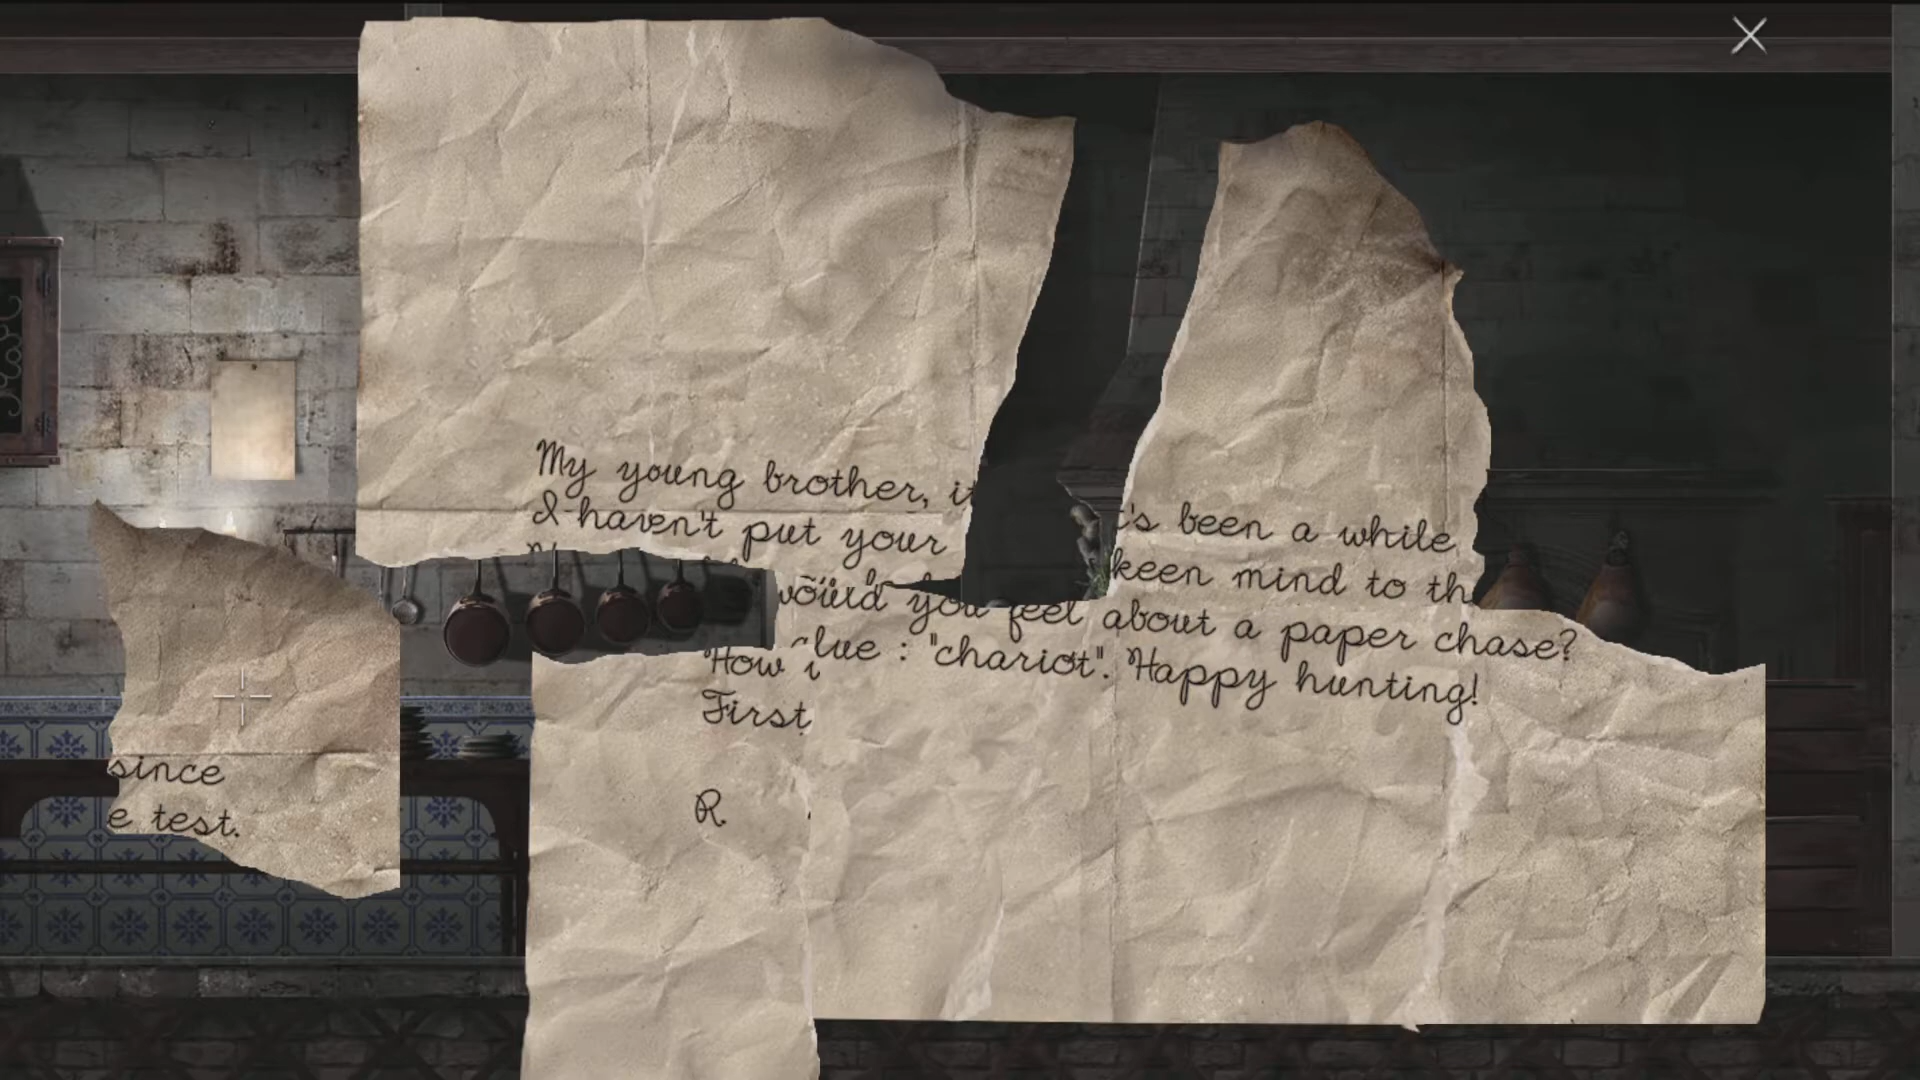 My young brother, it
I haven't put your
't's been a while
keen mind to th
would you feel about a paper chase?
How
clue : "chariot". Happy hunting!
First
R.
since
e test.